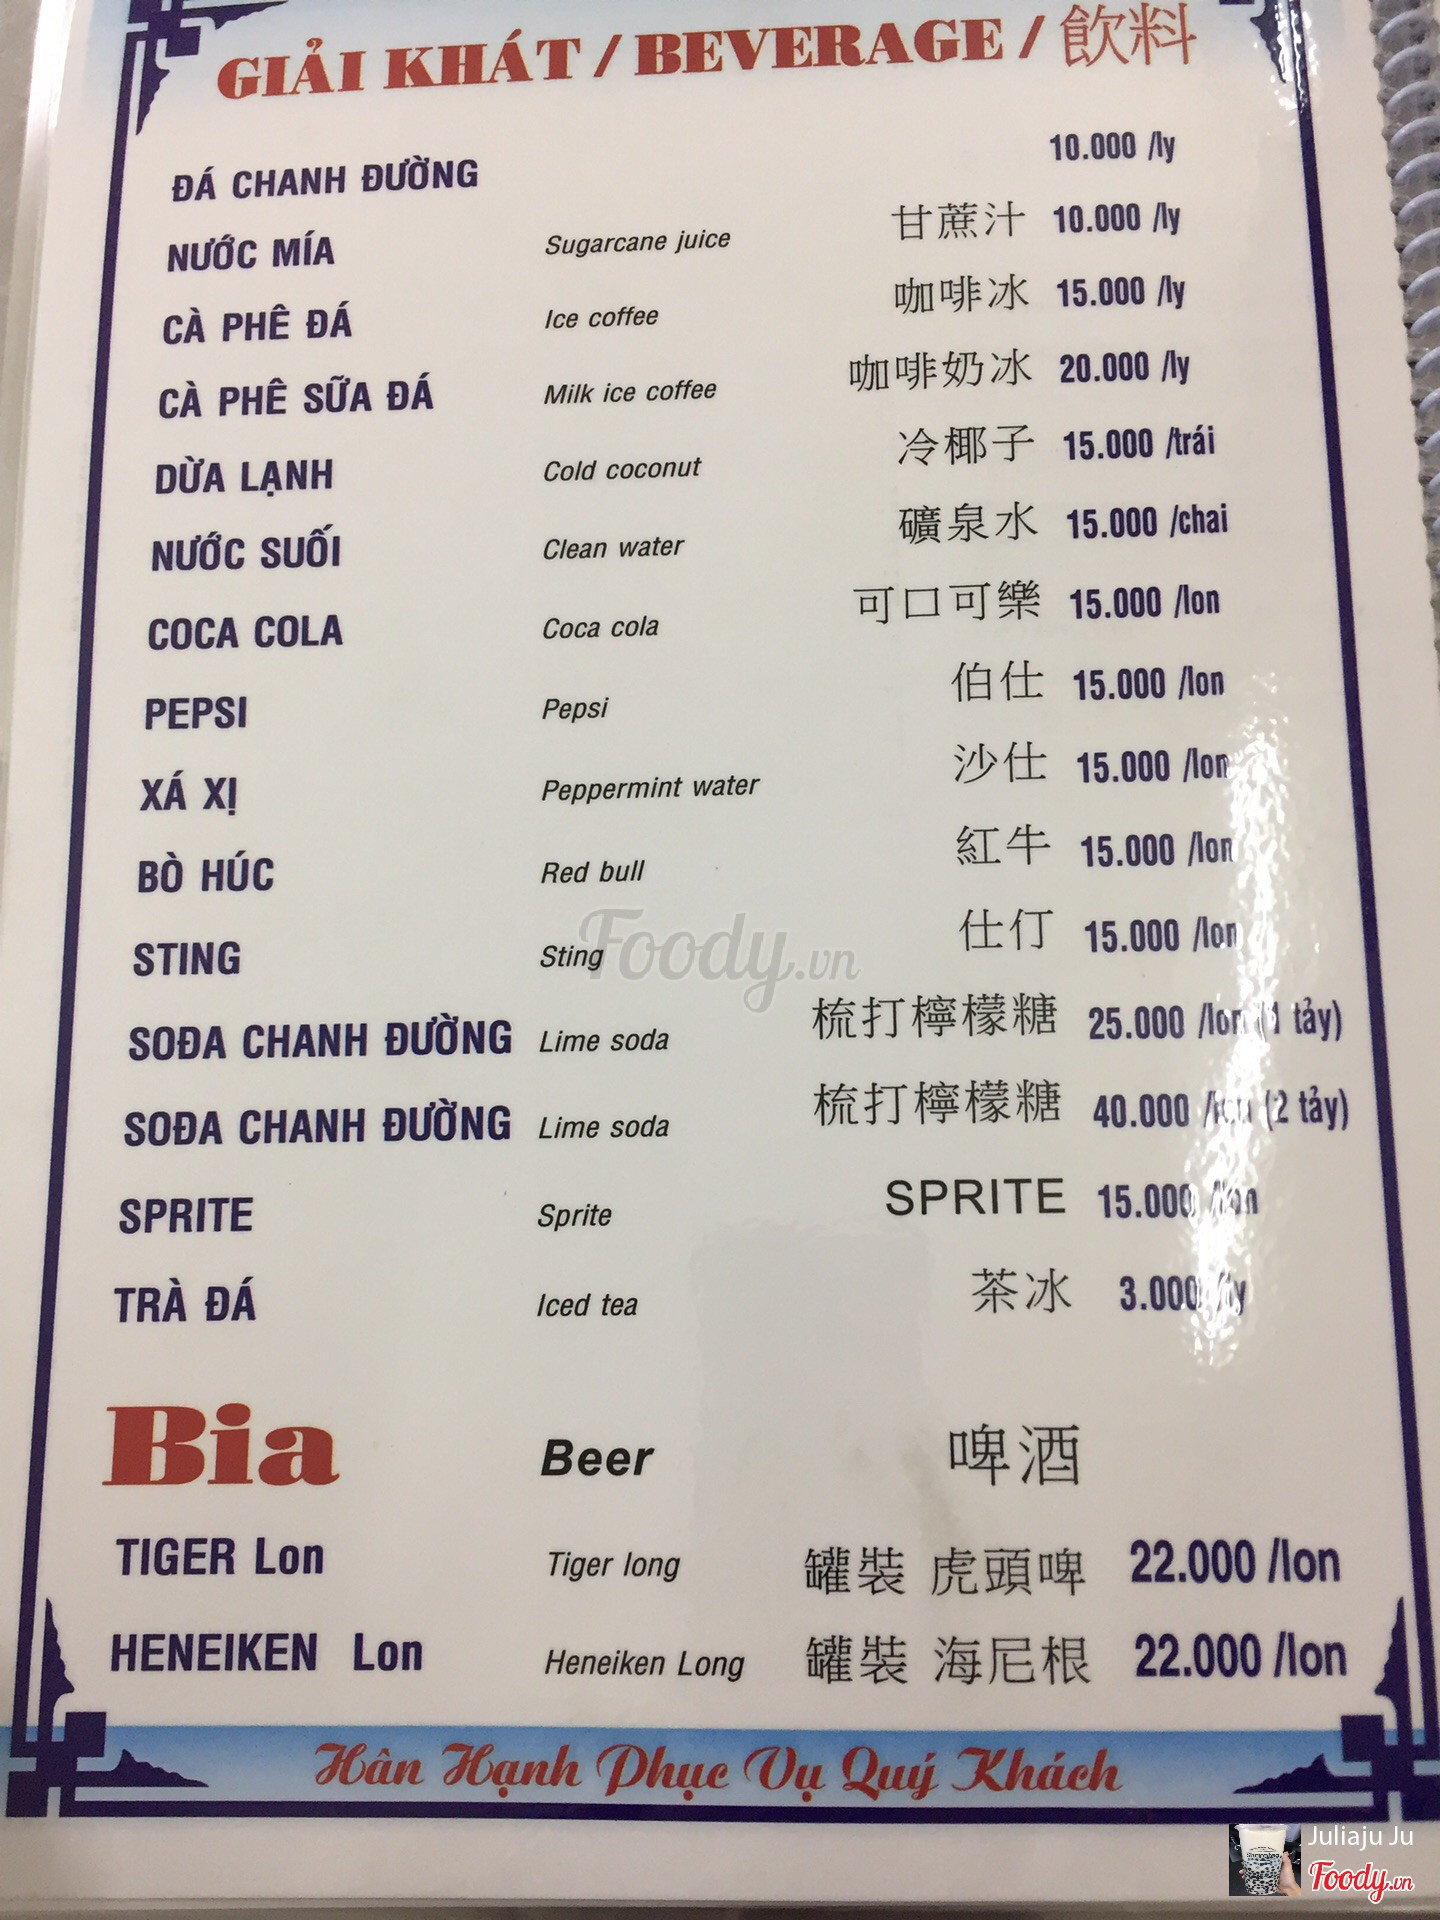 GIẢI KHÁT / BEVERAGE / 飲料
ĐÁ CHANH ĐƯỜNG 10.000 /ly
NƯỚC MÍA Sugarcane juice 甘蔗汁 10.000 /ly
CÀ PHÊ ĐÁ Ice coffee 咖啡冰 15.000 /ly
CÀ PHÊ SỮA ĐÁ Milk ice coffee 咖啡奶冰 20.000 /ly
DỪA LẠNH Cold coconut 冷椰子 15.000 /trái
NƯỚC SUỐI Clean water 礦泉水 15.000 /chai
COCA COLA Coca cola 可口可樂 15.000 /lon
PEPSI Pepsi 伯仕 15.000 /lon
XÁ XỊ Peppermint water 沙仕 15.000 /lon
BÒ HÚC Red bull 紅牛 15.000 /lon
STING Sting 仕仃 15.000 /lon
SOĐA CHANH ĐƯỜNG Lime soda 梳打檸檬糖 25.000 /lon (1 tẩy)
SOĐA CHANH ĐƯỜNG Lime soda 梳打檸檬糖 40.000 /lon (2 tẩy)
SPRITE Sprite SPRITE 15.000 /lon
TRÀ ĐÁ Iced tea 茶冰 3.000 /ly
Bia Beer 啤酒
TIGER Lon Tiger long 罐裝 虎頭啤 22.000 /lon
HENEIKEN Lon Heneiken Long 罐裝 海尼根 22.000 /lon
Hân Hạnh Phục Vụ Quý Khách
Foody.vn
Juliaju Ju
Foody.vn